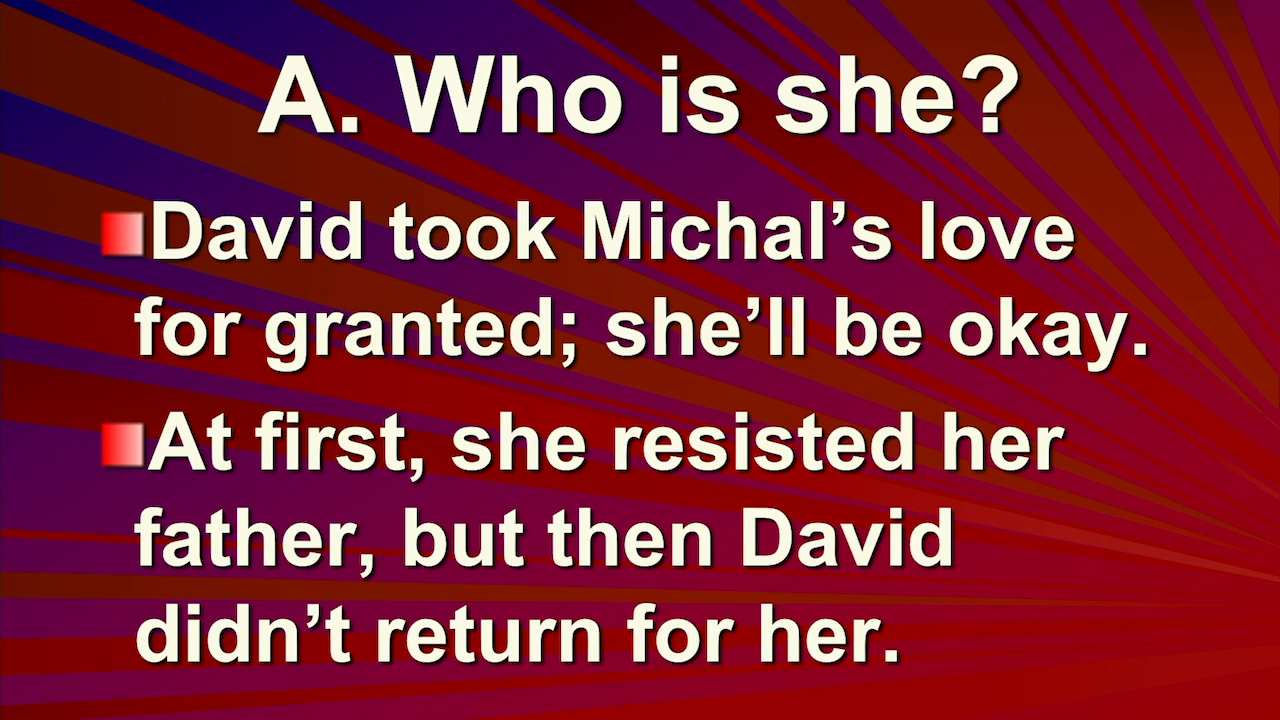 A. Who is she?
David took Michal’s love
for granted; she’ll be okay.
At first, she resisted her
father, but then David
didn’t return for her.